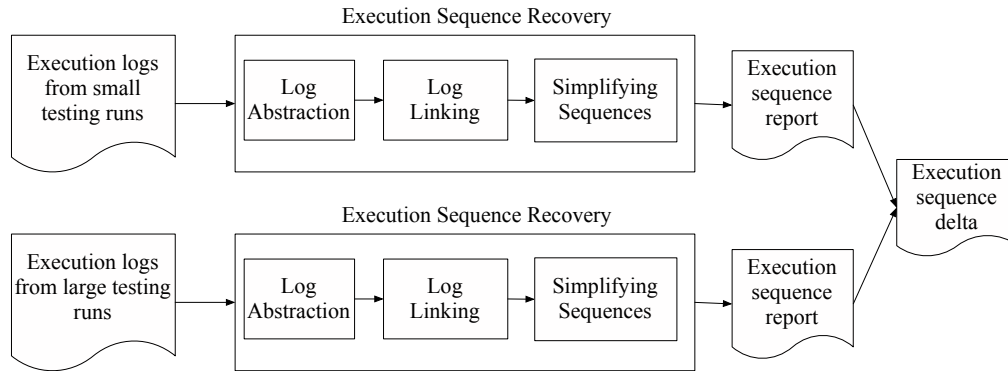 Execution Sequence Recovery
Execution logs
from small
testing runs
Log
Abstraction
Log
Linking
Simplifying
Sequences
Execution
sequence
report
Execution
sequence
delta
Execution Sequence Recovery
Execution logs
from large testing
runs
Log
Abstraction
Log
Linking
Simplifying
Sequences
Execution
sequence
report